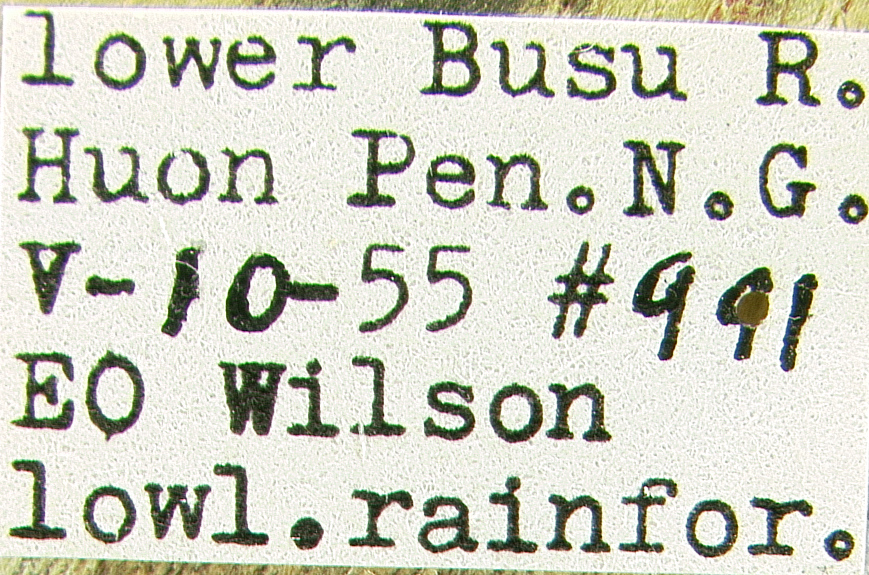 lower Busu R.
Huon Pen.N.G.
V-10-55 #991
EO Wilson
lowl.rainfor.